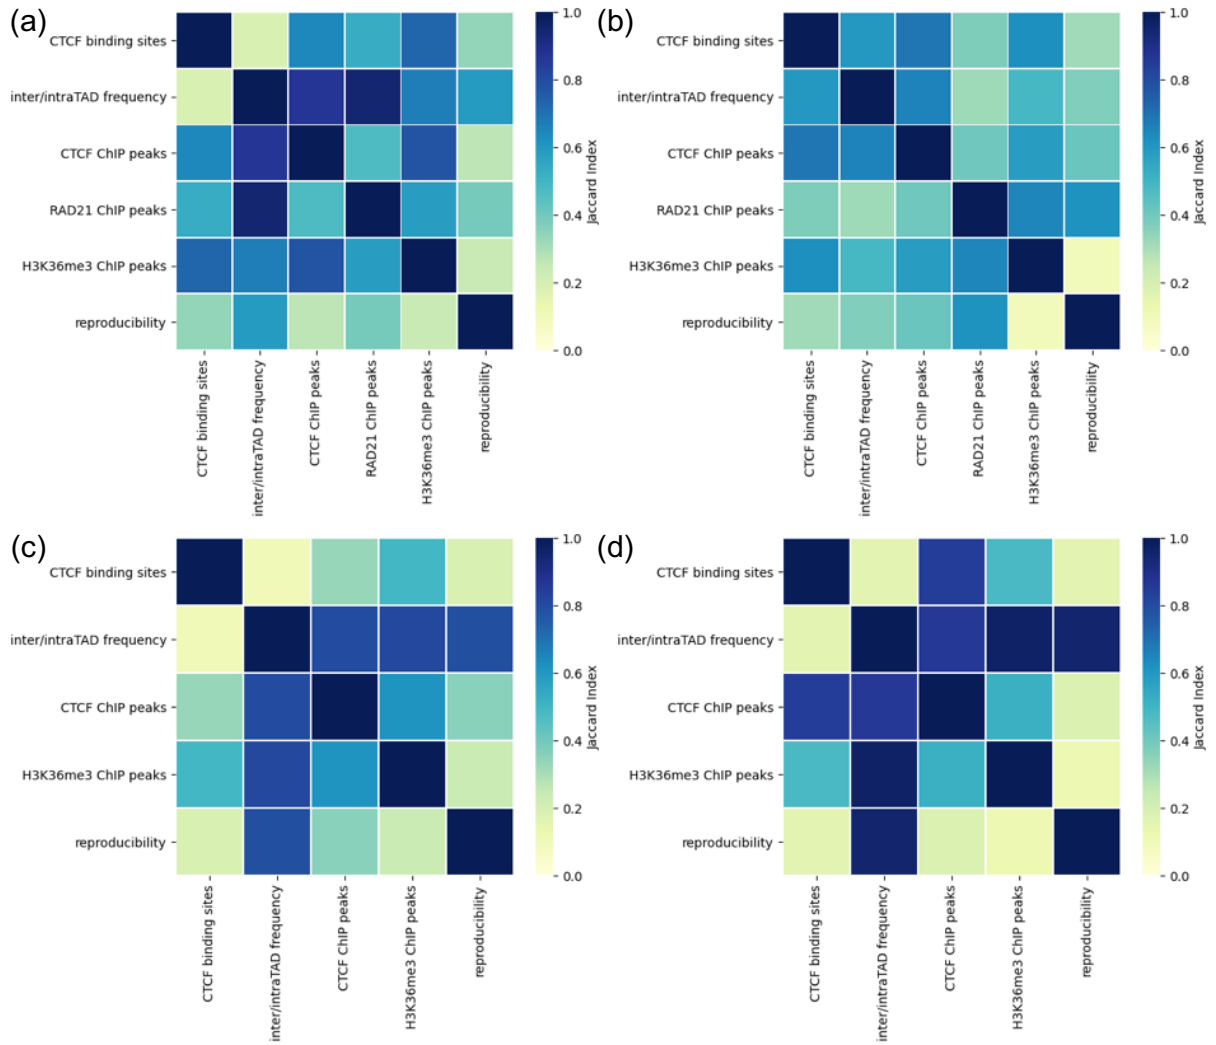 (a)
CTCF binding sites
inter/intraTAD frequency
CTCF ChIP peaks
RAD21 ChIP peaks
H3K36me3 ChIP peaks
reproducibility
CTCF binding sites
inter/intraTAD frequency
CTCF ChIP peaks
RAD21 ChIP peaks
H3K36me3 ChIP peaks
reproducibility
1.0
0.8
0.6
0.4
0.2
0.0
Jaccard Index
(b)
CTCF binding sites
inter/intraTAD frequency
CTCF ChIP peaks
RAD21 ChIP peaks
H3K36me3 ChIP peaks
reproducibility
CTCF binding sites
inter/intraTAD frequency
CTCF ChIP peaks
RAD21 ChIP peaks
H3K36me3 ChIP peaks
reproducibility
1.0
0.8
0.6
0.4
0.2
0.0
Jaccard Index
(c)
CTCF binding sites
inter/intraTAD frequency
CTCF ChIP peaks
H3K36me3 ChIP peaks
reproducibility
CTCF binding sites
inter/intraTAD frequency
CTCF ChIP peaks
H3K36me3 ChIP peaks
reproducibility
1.0
0.8
0.6
0.4
0.2
0.0
Jaccard Index
(d)
CTCF binding sites
inter/intraTAD frequency
CTCF ChIP peaks
H3K36me3 ChIP peaks
reproducibility
CTCF binding sites
inter/intraTAD frequency
CTCF ChIP peaks
H3K36me3 ChIP peaks
reproducibility
1.0
0.8
0.6
0.4
0.2
0.0
Jaccard Index